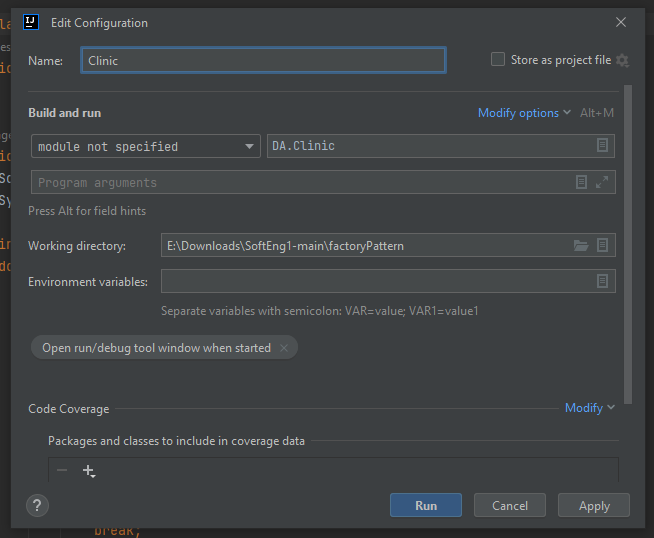 IJ
Edit Configuration
Name:
Clinic
Store as project file
Build and run
Modify options
Alt+M
module not specified
DA.Clinic
Program arguments
Press Alt for field hints
Working directory:
E:\Downloads\SoftEng1-main\factoryPattern
Environment variables:
Separate variables with semicolon: VAR=value; VAR1=value1
Open run/debug tool window when started
Code Coverage
Modify
Packages and classes to include in coverage data
?
Run
Cancel
Apply
break;